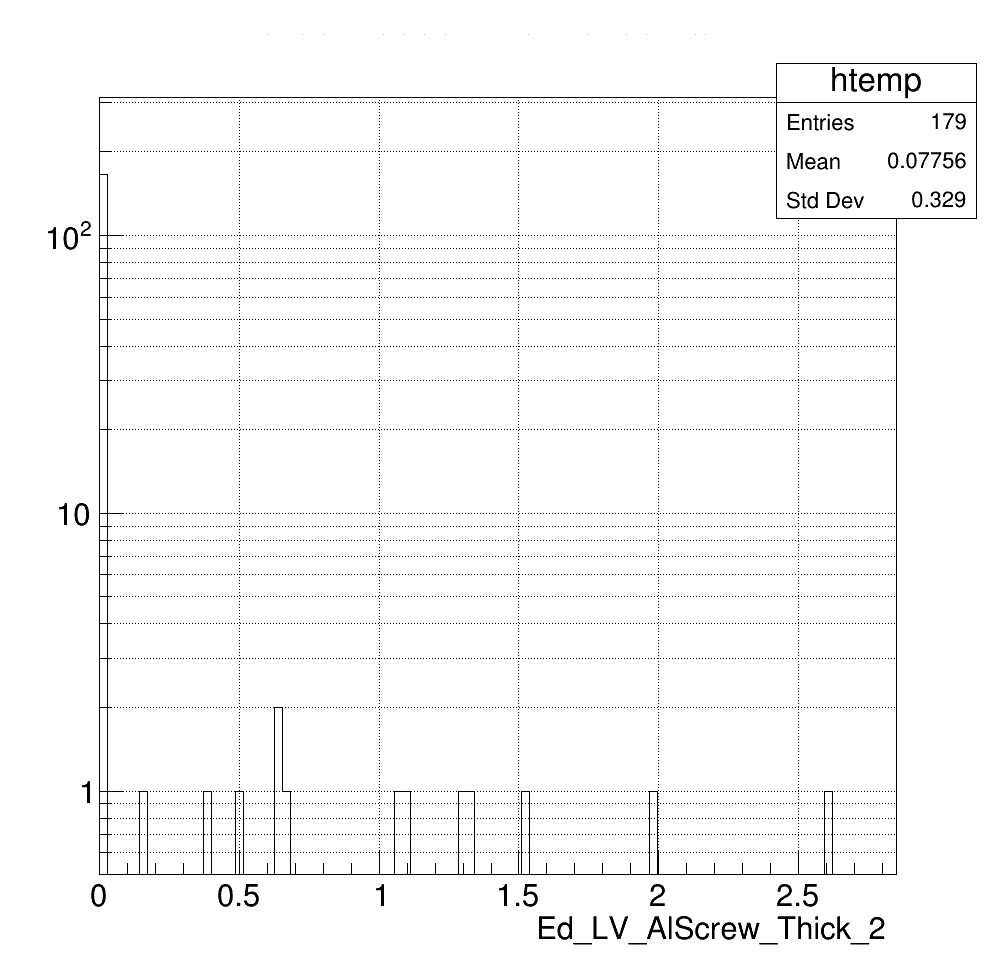 htemp
Entries 179
Mean 0.07756
Std Dev 0.329
10²
10
1
0 0.5 1 1.5 2 2.5
Ed_LV_AlScrew_Thick_2